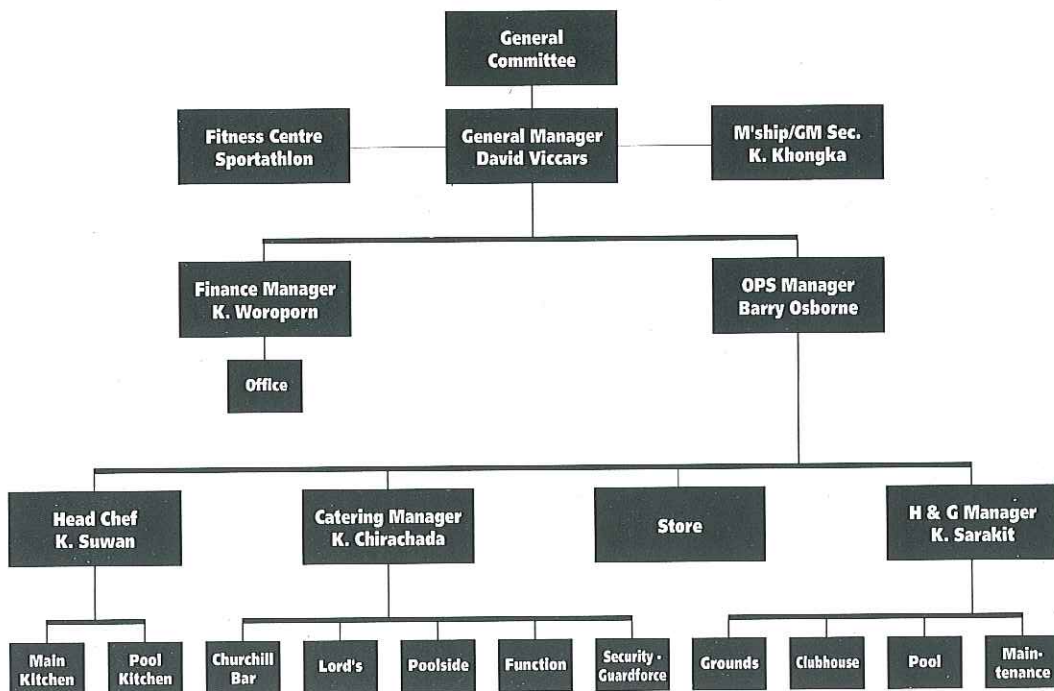 General
Committee
Fitness Centre
Sportathlon
General Manager
David Viccars
M'ship/GM Sec.
K. Khongka
Finance Manager
K. Woroporn
OPS Manager
Barry Osborne
Office
Head Chef
K. Suwan
Catering Manager
K. Chirachada
Store
H & G Manager
K. Sarakit
Main
Kitchen
Pool
Kitchen
Churchill
Bar
Lord's
Poolside
Function
Security •
Guardforce
Grounds
Clubhouse
Pool
Main-
tenance